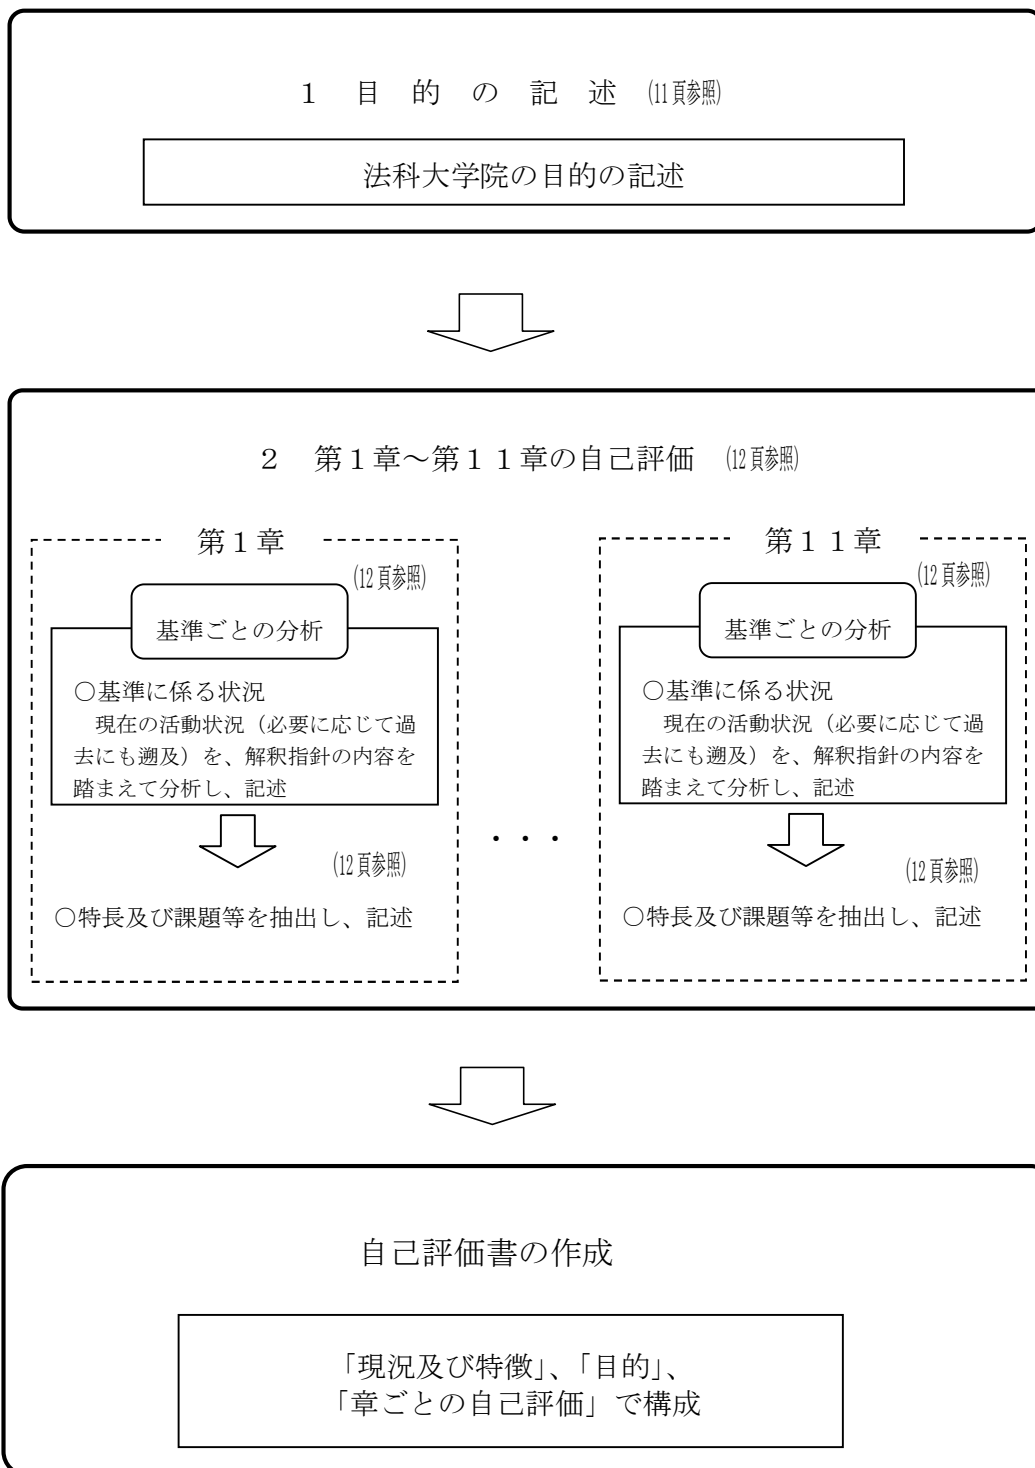 １　目　的　の　記　述　(11頁参照)
法科大学院の目的の記述
２　第１章～第１１章の自己評価　(12頁参照)
第１章
(12頁参照)
基準ごとの分析
○基準に係る状況
現在の活動状況（必要に応じて過
去にも遡及）を、解釈指針の内容を
踏まえて分析し、記述
(12頁参照)
○特長及び課題等を抽出し、記述
・・・
第１１章
(12頁参照)
基準ごとの分析
○基準に係る状況
現在の活動状況（必要に応じて過
去にも遡及）を、解釈指針の内容を
踏まえて分析し、記述
(12頁参照)
○特長及び課題等を抽出し、記述
自己評価書の作成
「現況及び特徴」、「目的」、
「章ごとの自己評価」で構成